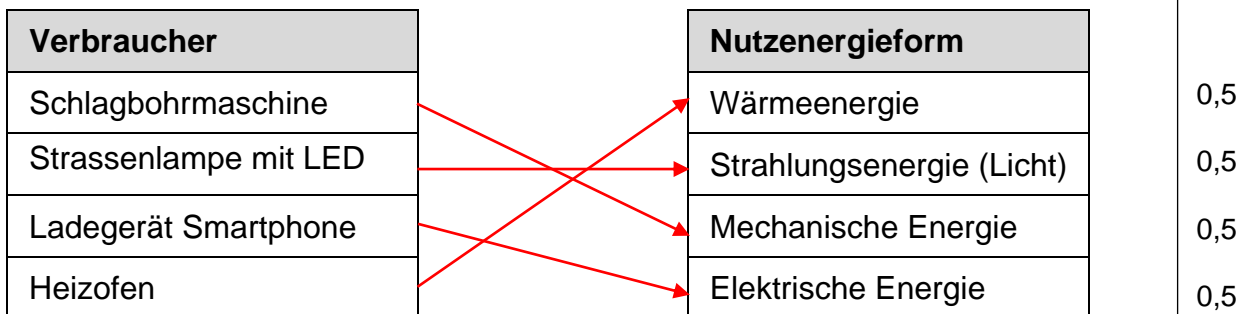 Verbraucher Nutzenergieform
Schlagbohrmaschine Wärmeenergie 0,5
Strassenlampe mit LED Strahlungsenergie (Licht) 0,5
Ladegerät Smartphone Mechanische Energie 0,5
Heizofen Elektrische Energie 0,5